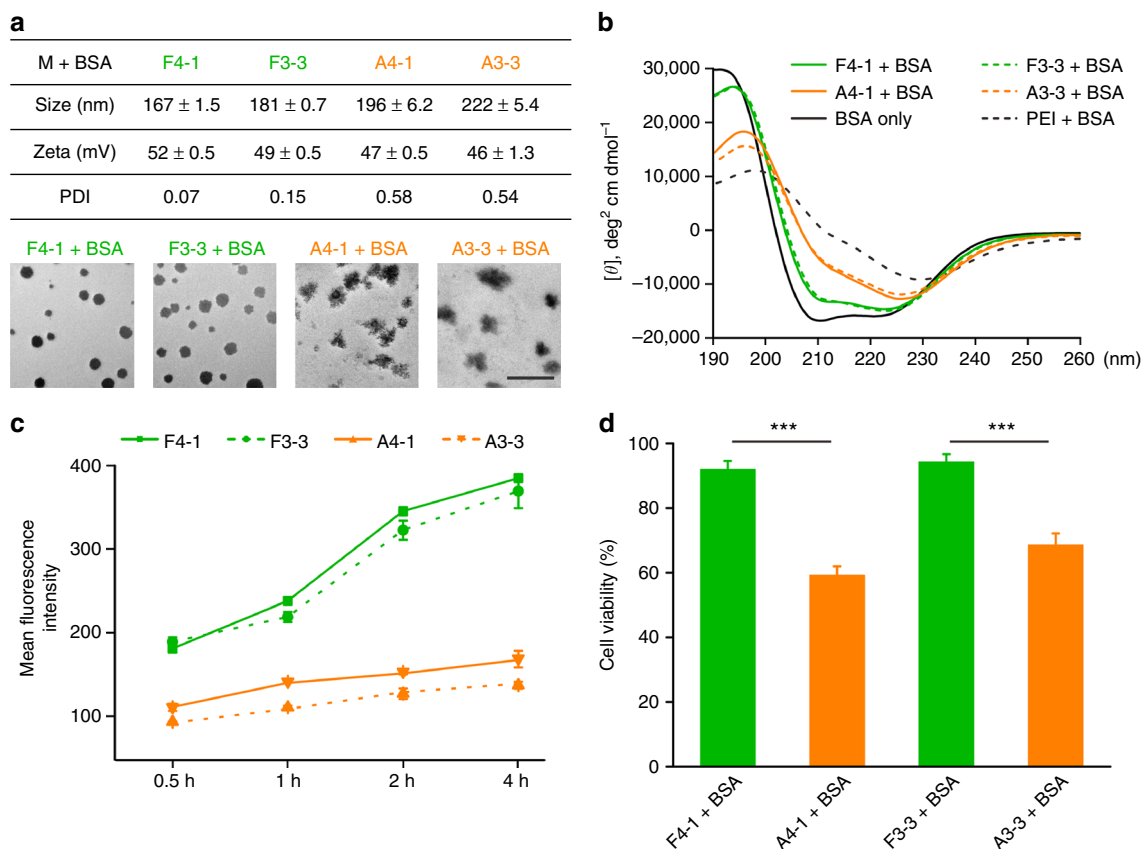 a
M + BSA F4-1 F3-3 A4-1 A3-3
Size (nm) 167 ± 1.5 181 ± 0.7 196 ± 6.2 222 ± 5.4
Zeta (mV) 52 ± 0.5 49 ± 0.5 47 ± 0.5 46 ± 1.3
PDI 0.07 0.15 0.58 0.54
F4-1 + BSA F3-3 + BSA A4-1 + BSA A3-3 + BSA
b
F4-1 + BSA F3-3 + BSA
A4-1 + BSA A3-3 + BSA
BSA only PEI + BSA
[θ], deg² cm dmol⁻¹
30,000
20,000
10,000
0
−10,000
−20,000
190 200 210 220 230 240 250 260 (nm)
c
F4-1 F3-3 A4-1 A3-3
Mean fluorescence
intensity
400
300
200
100
0.5 h 1 h 2 h 4 h
d
*** ***
Cell viability (%)
100
80
60
40
20
0
F4-1 + BSA
A4-1 + BSA
F3-3 + BSA
A3-3 + BSA